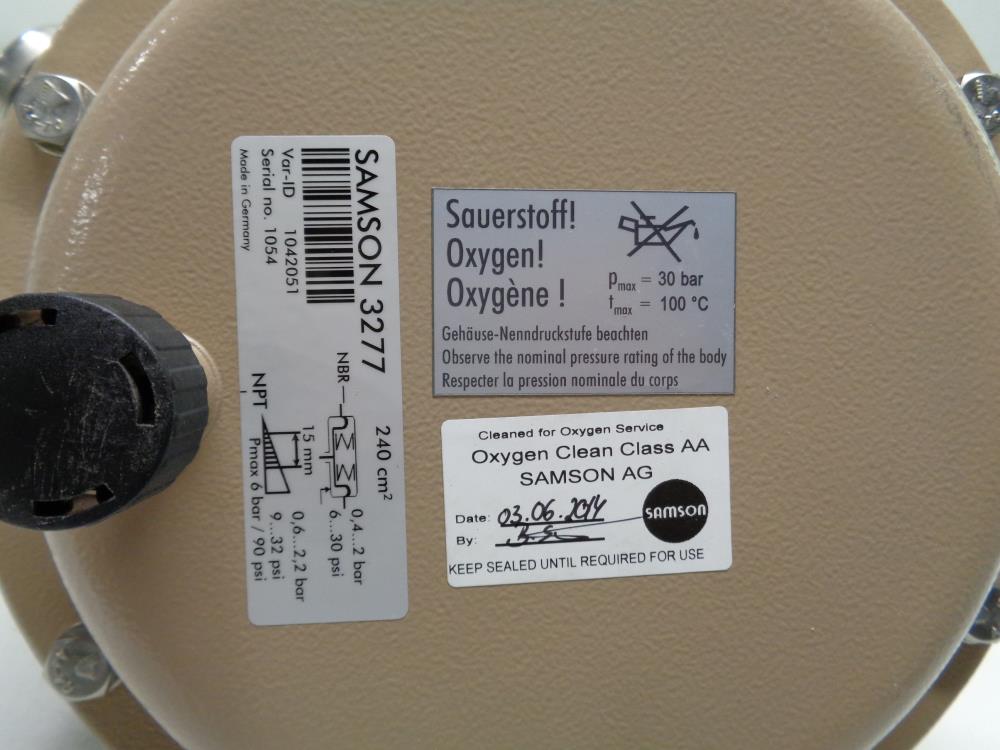 SAMSON 3277
Var-ID 1042051
Serial no. 1054
Made in Germany
240 cm²
NBR
0,4...2 bar
6...30 psi
15 mm
0,6...2,2 bar
9...32 psi
NPT
Pmax 6 bar / 90 psi
Sauerstoff!
Oxygen!
Oxygène !
pmax = 30 bar
tmax = 100 °C
Gehäuse-Nenndruckstufe beachten
Observe the nominal pressure rating of the body
Respecter la pression nominale du corps
Cleaned for Oxygen Service
Oxygen Clean Class AA
SAMSON AG
Date: 03.06.2014
By:
SAMSON
KEEP SEALED UNTIL REQUIRED FOR USE